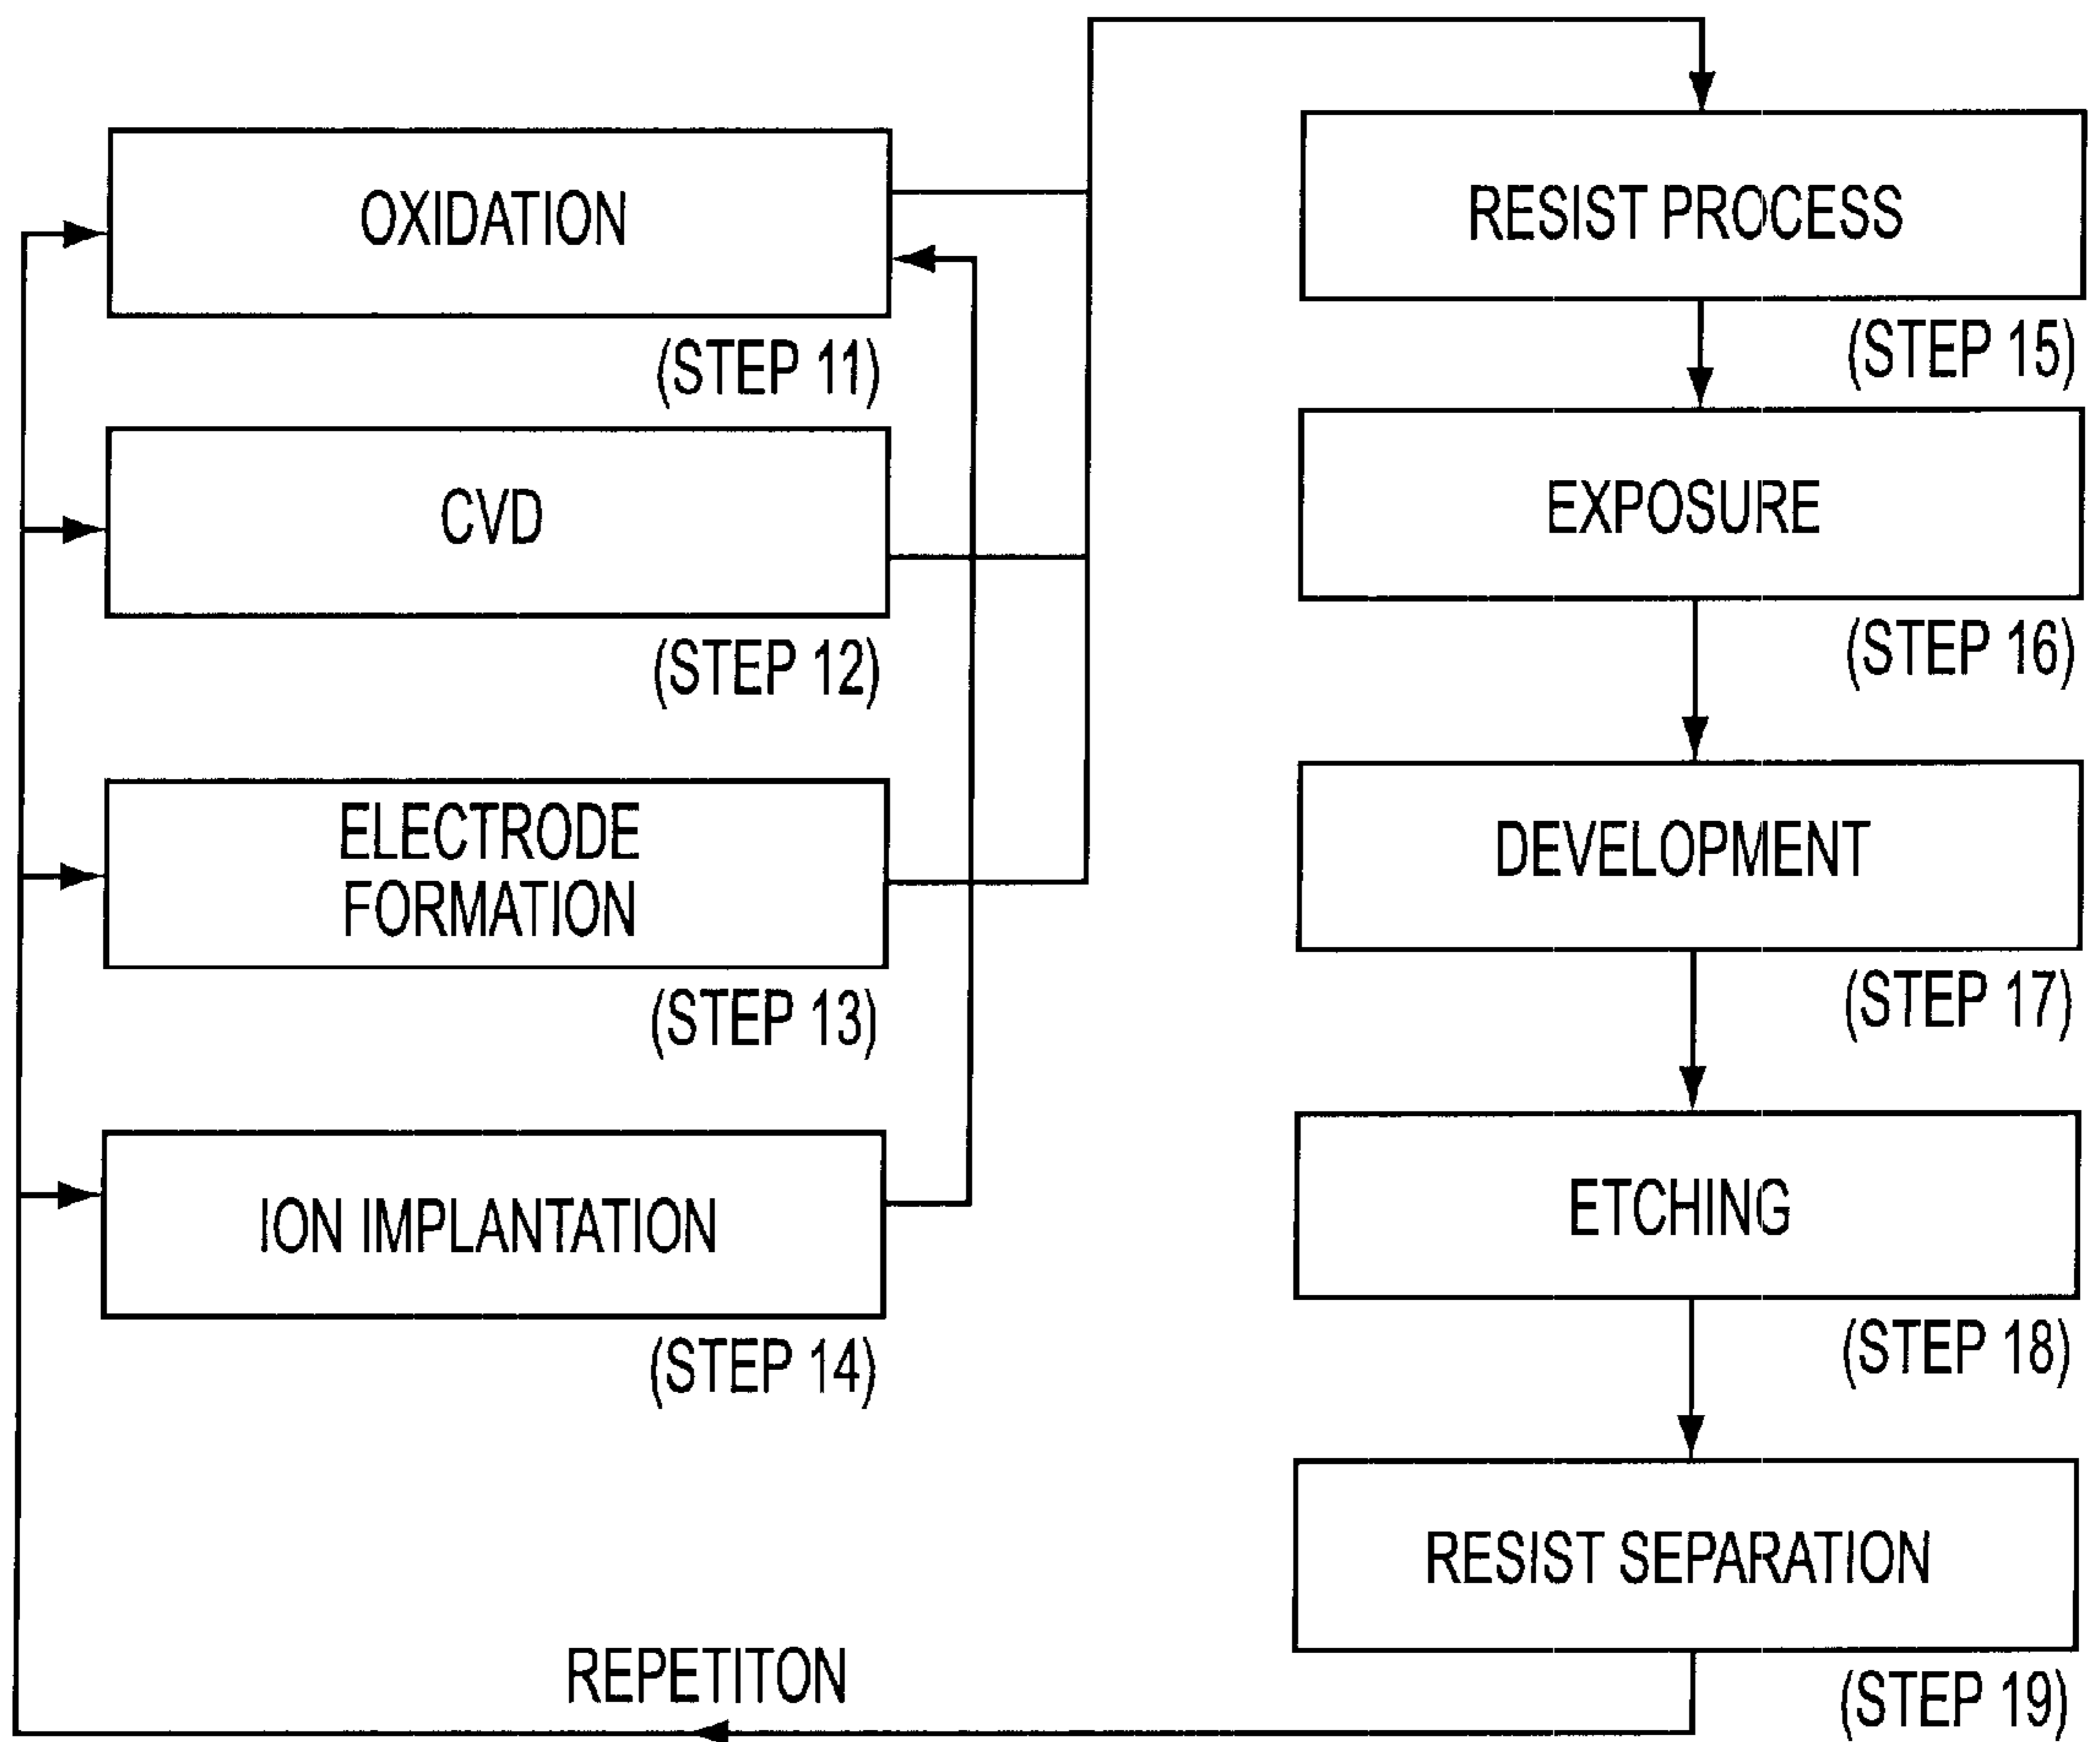 OXIDATION
(STEP 11)
CVD
(STEP 12)
ELECTRODE
FORMATION
(STEP 13)
ION IMPLANTATION
(STEP 14)
RESIST PROCESS
(STEP 15)
EXPOSURE
(STEP 16)
DEVELOPMENT
(STEP 17)
ETCHING
(STEP 18)
RESIST SEPARATION
(STEP 19)
REPETITON